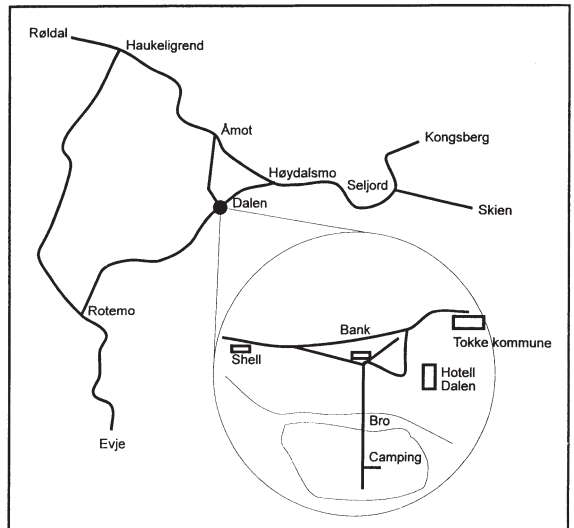 Røldal
Haukeligrend
Åmot
Kongsberg
Høydalsmo
Seljord
Skien
Dalen
Rotemo
Evje
Bank
Tokke kommune
Shell
Hotell
Dalen
Bro
Camping